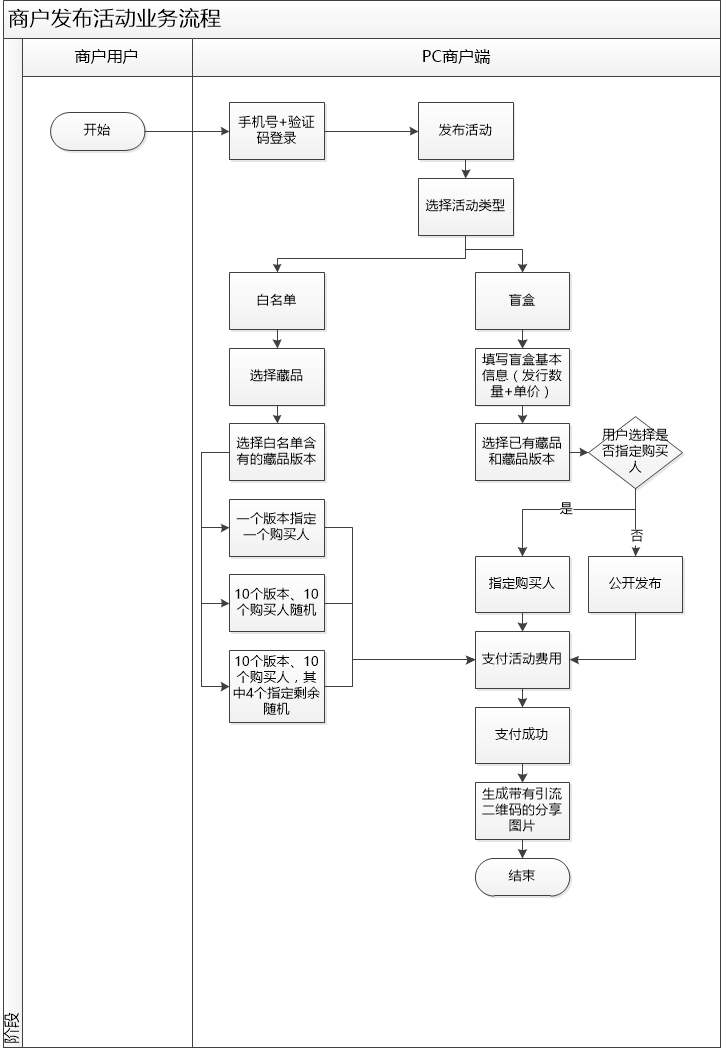 商户发布活动业务流程
商户用户
PC商户端
开始
手机号+验证
码登录
发布活动
选择活动类型
白名单
盲盒
选择藏品
填写盲盒基本
信息（发行数
量+单价）
选择白名单含
有的藏品版本
选择已有藏品
和藏品版本
用户选择是
否指定购买
人
一个版本指定
一个购买人
是
否
10个版本、10
个购买人随机
指定购买人
公开发布
10个版本、10
个购买人，其
中4个指定剩余
随机
支付活动费用
支付成功
生成带有引流
二维码的分享
图片
结束
阶段